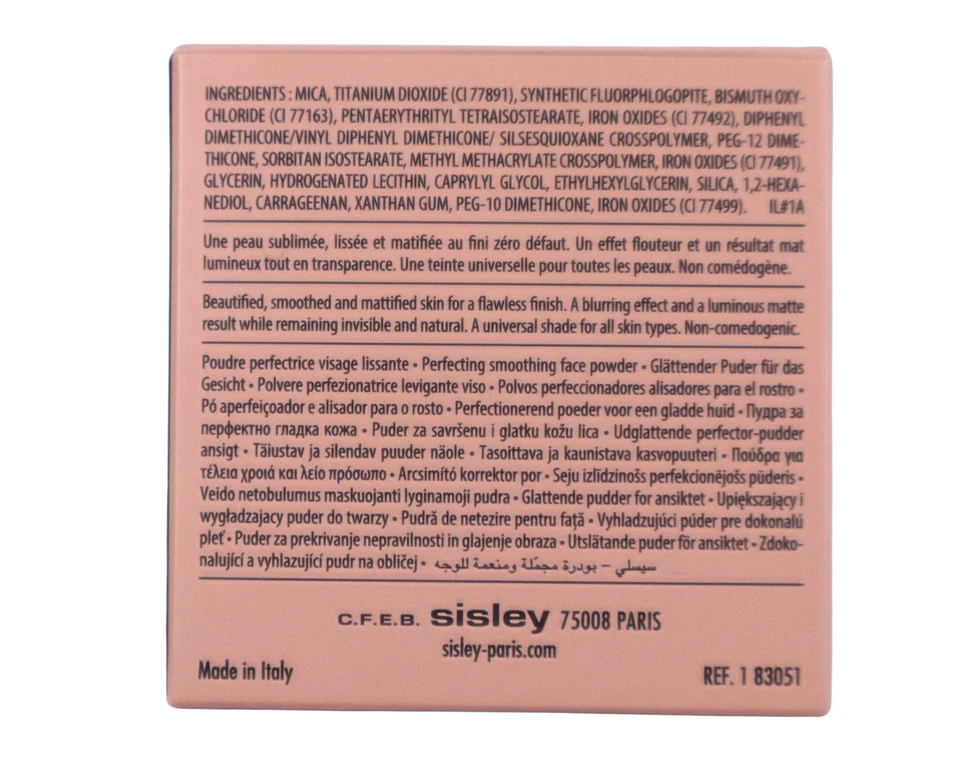 INGREDIENTS : MICA, TITANIUM DIOXIDE (CI 77891), SYNTHETIC FLUORPHLOGOPITE, BISMUTH OXY-
CHLORIDE (CI 77163), PENTAERYTHRITYL TETRAISOSTEARATE, IRON OXIDES (CI 77492), DIPHENYL
DIMETHICONE/VINYL DIPHENYL DIMETHICONE/ SILSESQUIOXANE CROSSPOLYMER, PEG-12 DIME-
THICONE, SORBITAN ISOSTEARATE, METHYL METHACRYLATE CROSSPOLYMER, IRON OXIDES (CI 77491),
GLYCERIN, HYDROGENATED LECITHIN, CAPRYLYL GLYCOL, ETHYLHEXYLGLYCERIN, SILICA, 1,2-HEXA-
NEDIOL, CARRAGEENAN, XANTHAN GUM, PEG-10 DIMETHICONE, IRON OXIDES (CI 77499). IL#1A
Une peau sublimée, lissée et matifiée au fini zéro défaut. Un effet flouteur et un résultat mat
lumineux tout en transparence. Une teinte universelle pour toutes les peaux. Non comédogène.
Beautified, smoothed and mattified skin for a flawless finish. A blurring effect and a luminous matte
result while remaining invisible and natural. A universal shade for all skin types. Non-comedogenic.
Poudre perfectrice visage lissante • Perfecting smoothing face powder • Glättender Puder für das
Gesicht • Polvere perfezionatrice levigante viso • Polvos perfeccionadores alisadores para el rostro •
Pó aperfeiçoador e alisador para o rosto • Perfectionerend poeder voor een gladde huid • Пудра за
перфектно гладка кожа • Puder za savršenu i glatku kožu lica • Udglattende perfector-pudder
ansigt • Täiustav ja silendav puuder näole • Tasoittava ja kaunistava kasvopuuteri • Πούδρα για
τέλεια χροιά και λείο πρόσωπο • Arcsimító korrektor por • Seju izlīdzinošs perfekcionējošs pūderis •
Veido netobulumus maskuojanti lyginamoji pudra • Glattende pudder for ansiktet • Upiększający i
wygładzajacy puder do twarzy • Pudră de netezire pentru față • Vyhladzujúci púder pre dokonalú
pleť • Puder za prekrivanje nepravilnosti in glajenje obraza • Utslätande puder för ansiktet • Zdoko-
nalující a vyhlazující pudr na obličej • سيسلي – بودرة مجمّلة ومنعمة للوجه
C.F.E.B. sisley 75008 PARIS
sisley-paris.com
Made in Italy REF. 1 83051